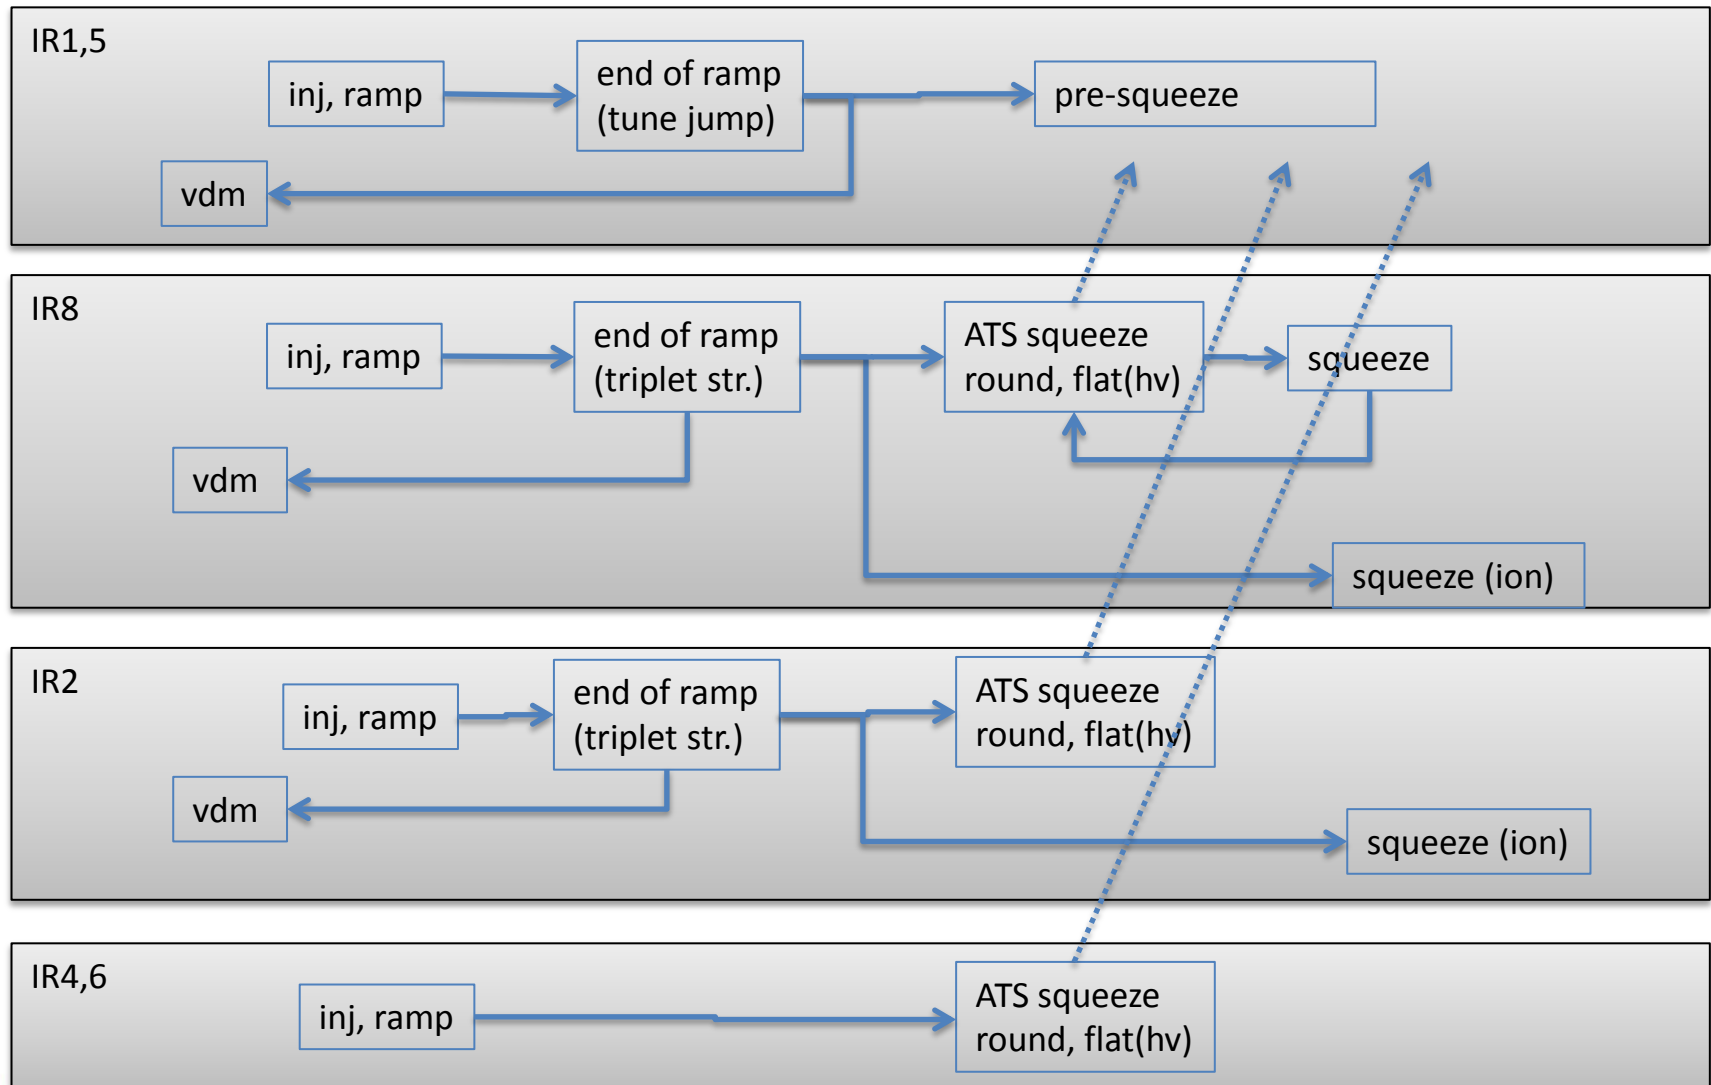 IR1,5
inj, ramp
end of ramp
(tune jump)
pre-squeeze
vdm
IR8
inj, ramp
end of ramp
(triplet str.)
ATS squeeze
round, flat(hv)
squeeze
vdm
squeeze (ion)
IR2
inj, ramp
end of ramp
(triplet str.)
ATS squeeze
round, flat(hv)
vdm
squeeze (ion)
IR4,6
inj, ramp
ATS squeeze
round, flat(hv)